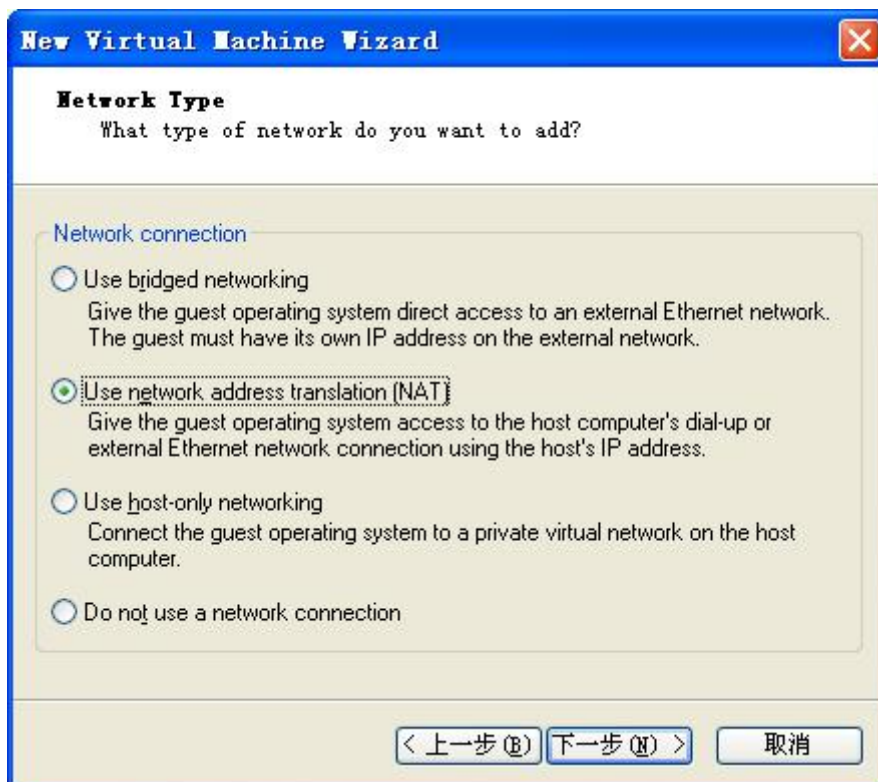 New Virtual Machine Wizard
Network Type
What type of network do you want to add?
Network connection
Use bridged networking
Give the guest operating system direct access to an external Ethernet network.
The guest must have its own IP address on the external network.
Use network address translation (NAT)
Give the guest operating system access to the host computer's dial-up or
external Ethernet network connection using the host's IP address.
Use host-only networking
Connect the guest operating system to a private virtual network on the host
computer.
Do not use a network connection
< 上一步(B) 下一步(N) > 取消